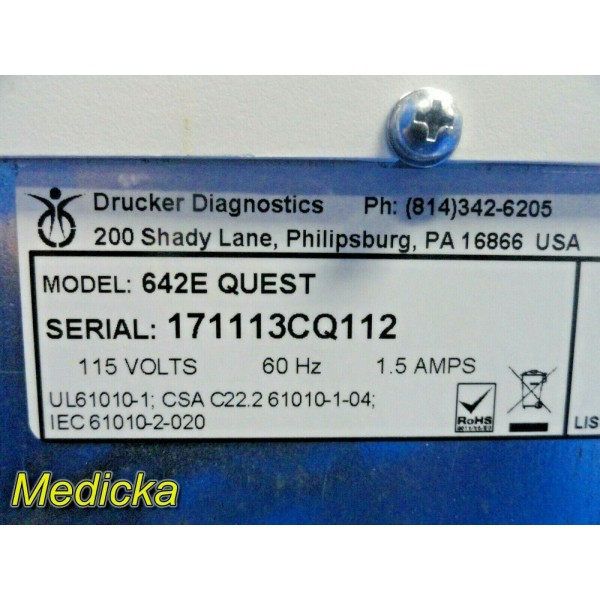 Drucker Diagnostics Ph: (814)342-6205
200 Shady Lane, Philipsburg, PA 16866 USA
MODEL: 642E QUEST
SERIAL: 171113CQ112
115 VOLTS 60 Hz 1.5 AMPS
UL61010-1; CSA C22.2 61010-1-04;
IEC 61010-2-020
RoHS
LIS
Medicka